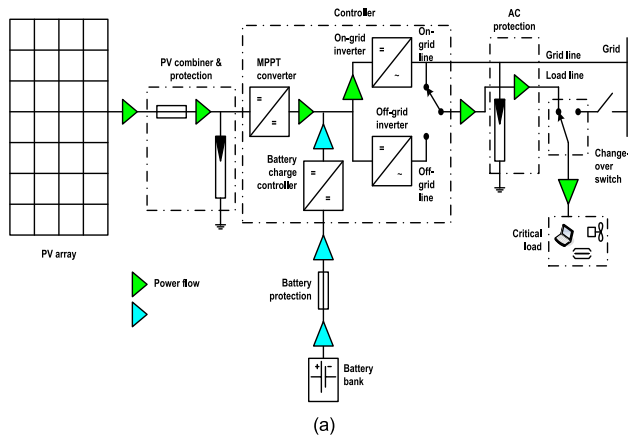 Controller
AC
protection
On-grid
inverter
On-
grid
line
Grid line
Grid
PV combiner &
protection
MPPT
converter
Load line
Off-grid
inverter
Battery
charge
controller
Off-
grid
line
Change-
over
switch
PV array
Critical
load
Power flow
Battery
protection
Battery
bank
(a)